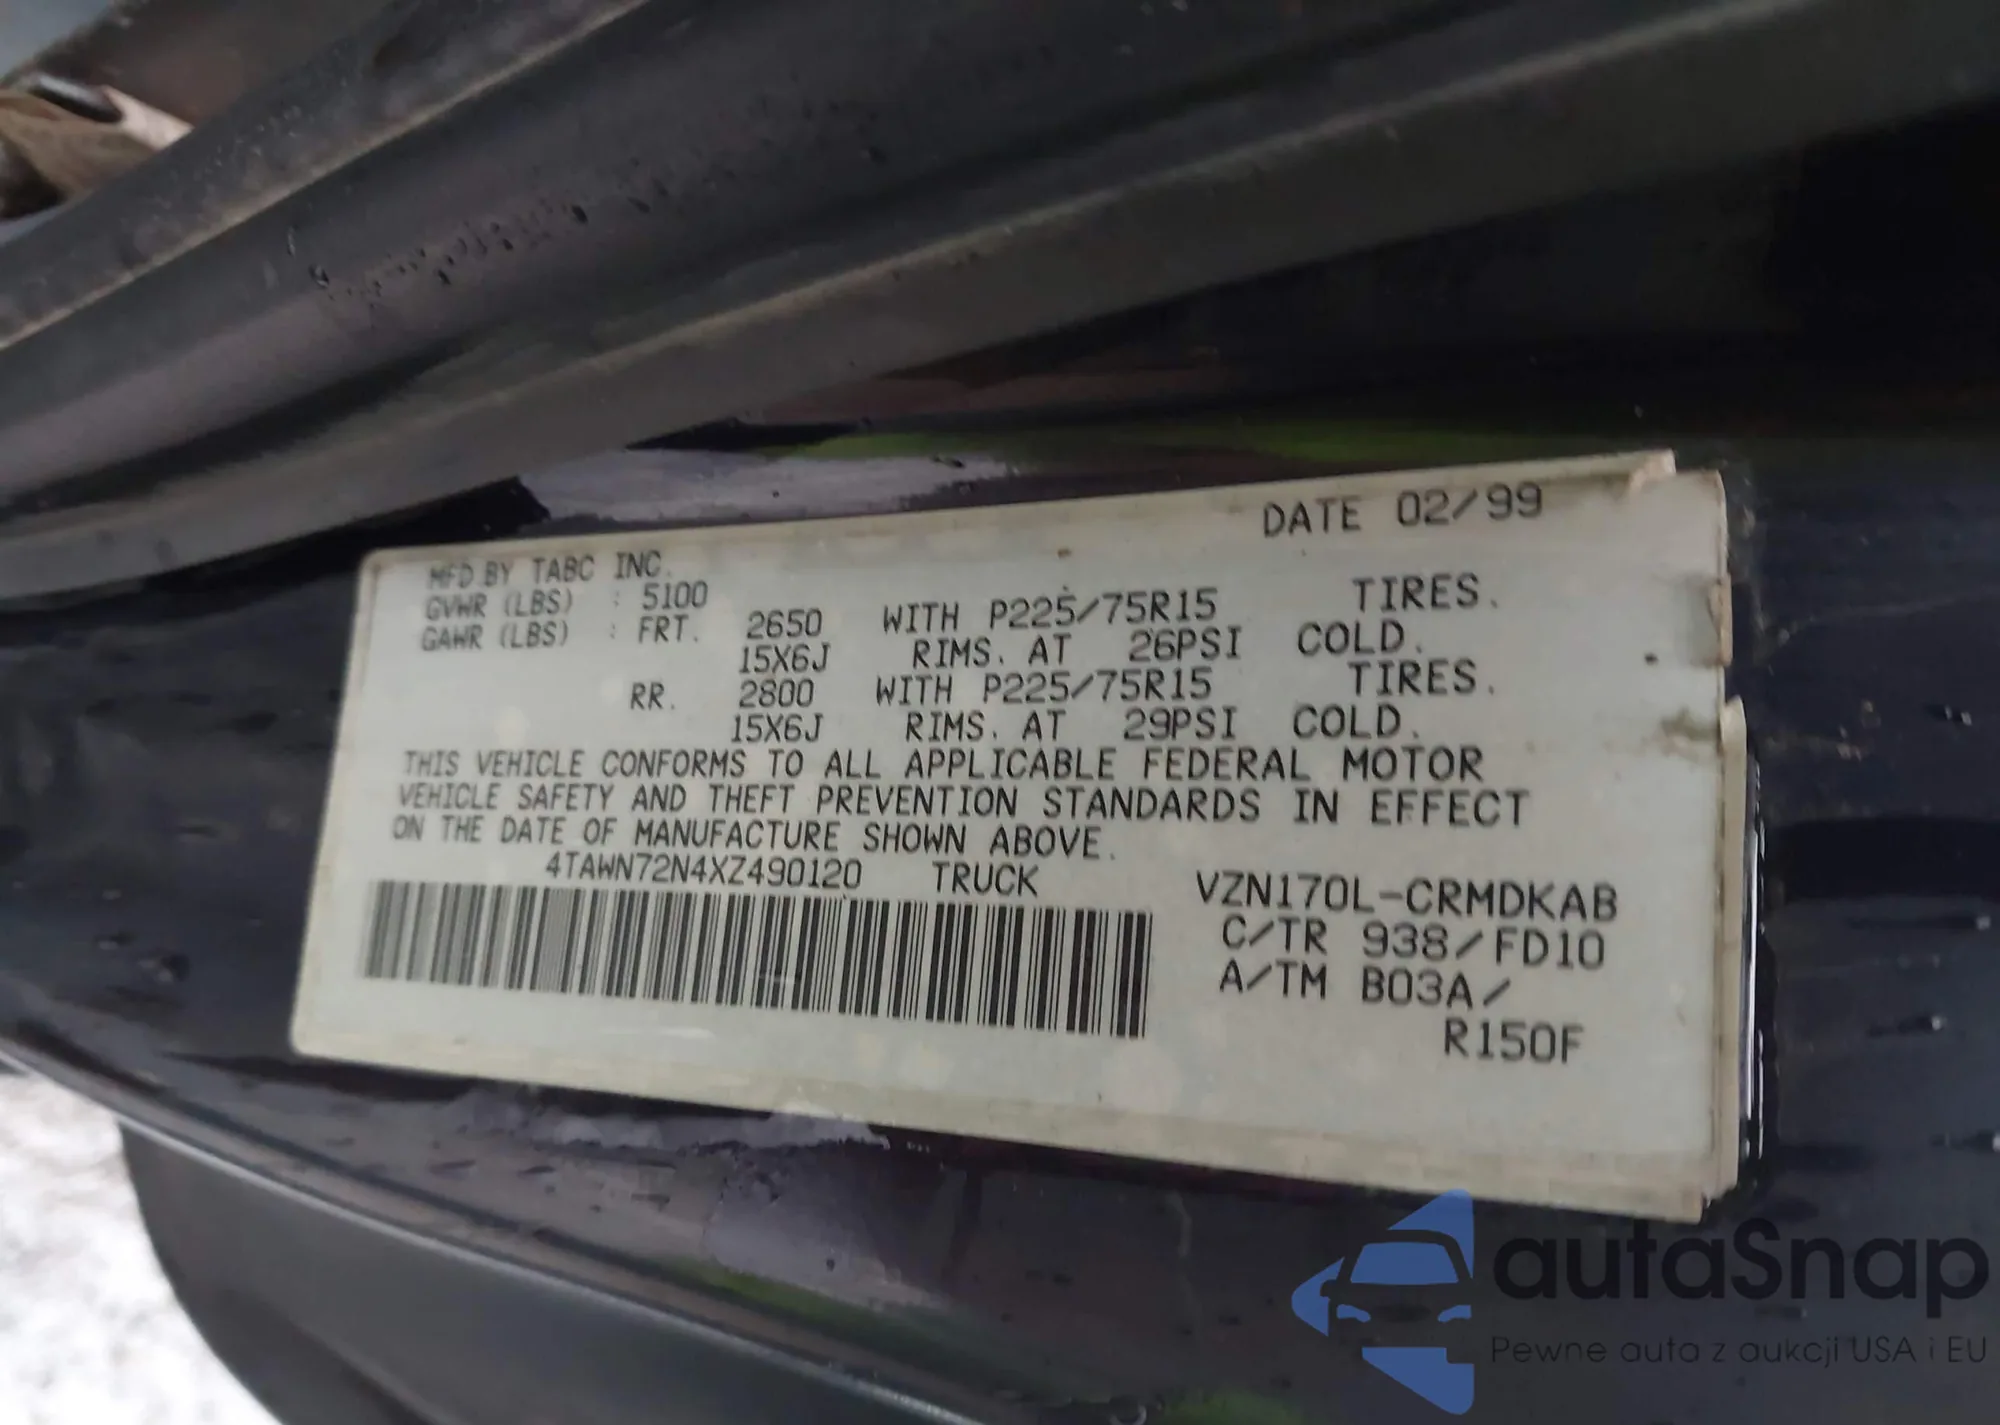 DATE 02/99
MFD.BY TABC INC.
GVWR (LBS) : 5100
GAWR (LBS) : FRT. 2650 WITH P225/75R15 TIRES.
15X6J RIMS. AT 26PSI COLD.
RR. 2800 WITH P225/75R15 TIRES.
15X6J RIMS. AT 29PSI COLD.
THIS VEHICLE CONFORMS TO ALL APPLICABLE FEDERAL MOTOR
VEHICLE SAFETY AND THEFT PREVENTION STANDARDS IN EFFECT
ON THE DATE OF MANUFACTURE SHOWN ABOVE.
4TAWN72N4XZ490120 TRUCK VZN170L-CRMDKAB
C/TR 938/FD10
A/TM B03A/
R150F
autaSnap
Pewne auta z aukcji USA i EU